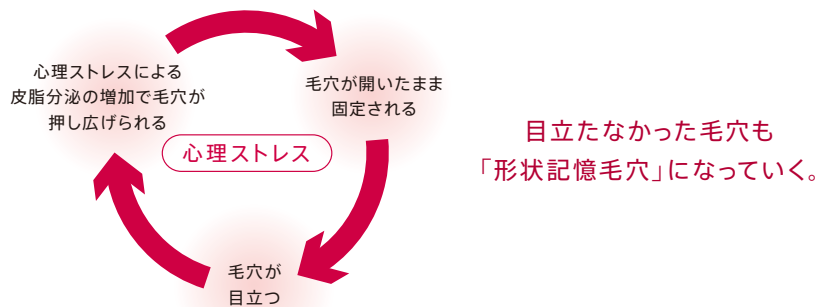 心理ストレスによる
皮脂分泌の増加で毛穴が
押し広げられる
毛穴が開いたまま
固定される
心理ストレス
毛穴が
目立つ
目立たなかった毛穴も
「形状記憶毛穴」になっていく。